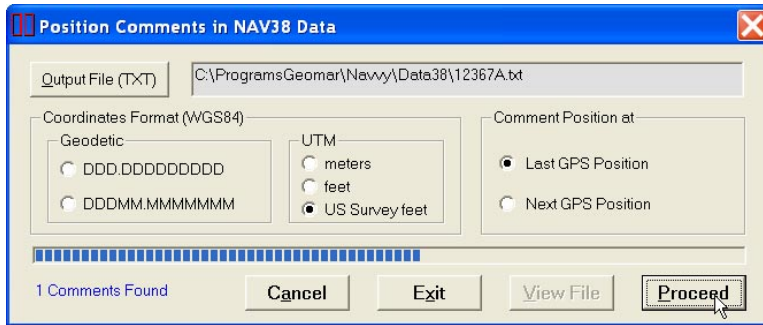 Position Comments in NAV38 Data
Output File (TXT)
C:\ProgramsGeomar\Navvy\Data38\12367A.txt
Coordinates Format (WGS84)
Geodetic
DDD.DDDDDDDDD
DDDMM.MMMMMMM
UTM
meters
feet
US Survey feet
Comment Position at
Last GPS Position
Next GPS Position
1 Comments Found
Cancel
Exit
View File
Proceed